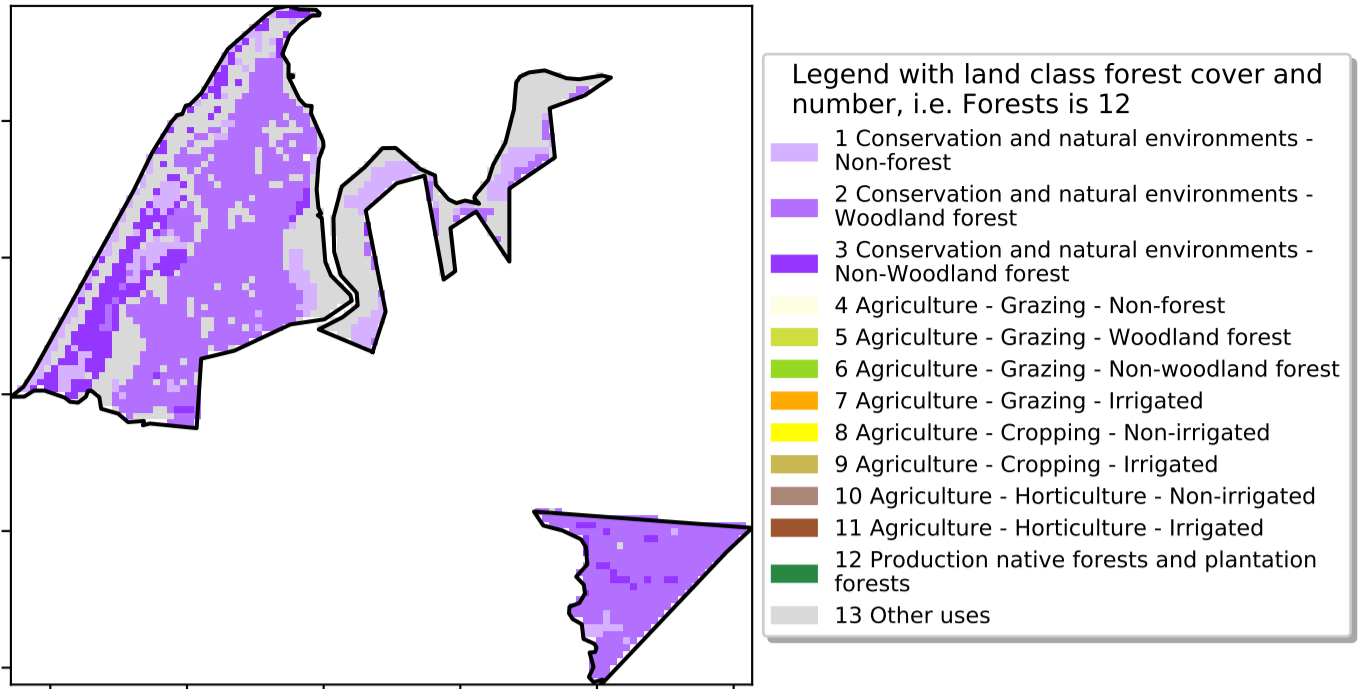 Legend with land class forest cover and
number, i.e. Forests is 12
1 Conservation and natural environments -
Non-forest
2 Conservation and natural environments -
Woodland forest
3 Conservation and natural environments -
Non-Woodland forest
4 Agriculture - Grazing - Non-forest
5 Agriculture - Grazing - Woodland forest
6 Agriculture - Grazing - Non-woodland forest
7 Agriculture - Grazing - Irrigated
8 Agriculture - Cropping - Non-irrigated
9 Agriculture - Cropping - Irrigated
10 Agriculture - Horticulture - Non-irrigated
11 Agriculture - Horticulture - Irrigated
12 Production native forests and plantation
forests
13 Other uses